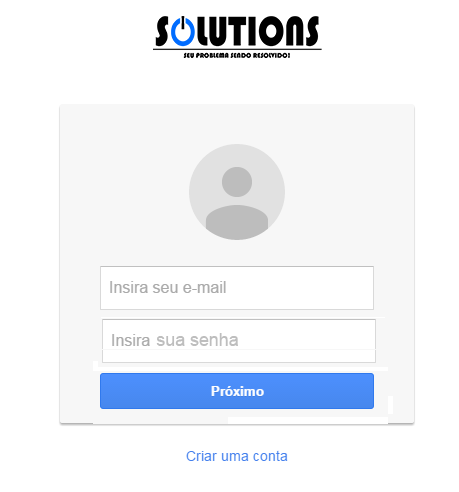 SOLUTIONS
SEU PROBLEMA SENDO RESOLVIDO!
Insira seu e-mail
Insira sua senha
Próximo
Criar uma conta